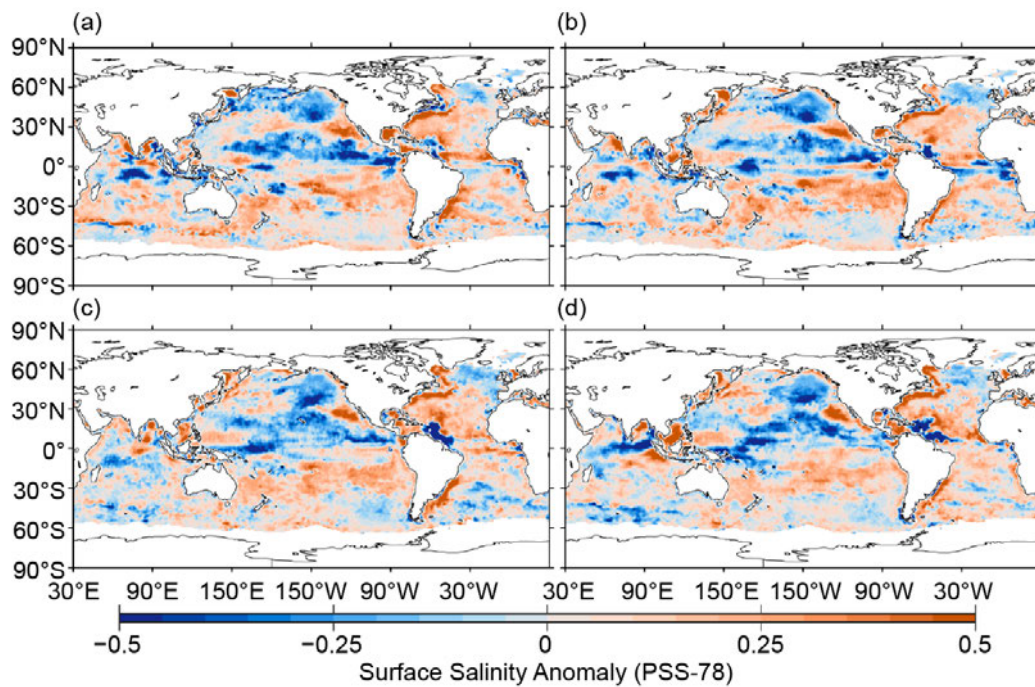 (a) (b)
90°N
60°N
30°N
0°
30°S
60°S
90°S
(c) (d)
90°N
60°N
30°N
0°
30°S
60°S
90°S
30°E 90°E 150°E 150°W 90°W 30°W 30°E 90°E 150°E 150°W 90°W 30°W
−0.5 −0.25 0 0.25 0.5
Surface Salinity Anomaly (PSS-78)